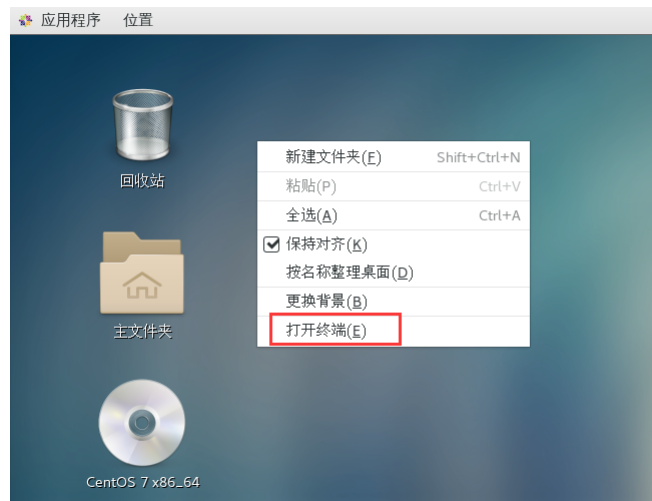 应用程序 位置
回收站
主文件夹
CentOS 7 x86_64
新建文件夹(F) Shift+Ctrl+N
粘贴(P) Ctrl+V
全选(A) Ctrl+A
保持对齐(K)
按名称整理桌面(D)
更换背景(B)
打开终端(E)